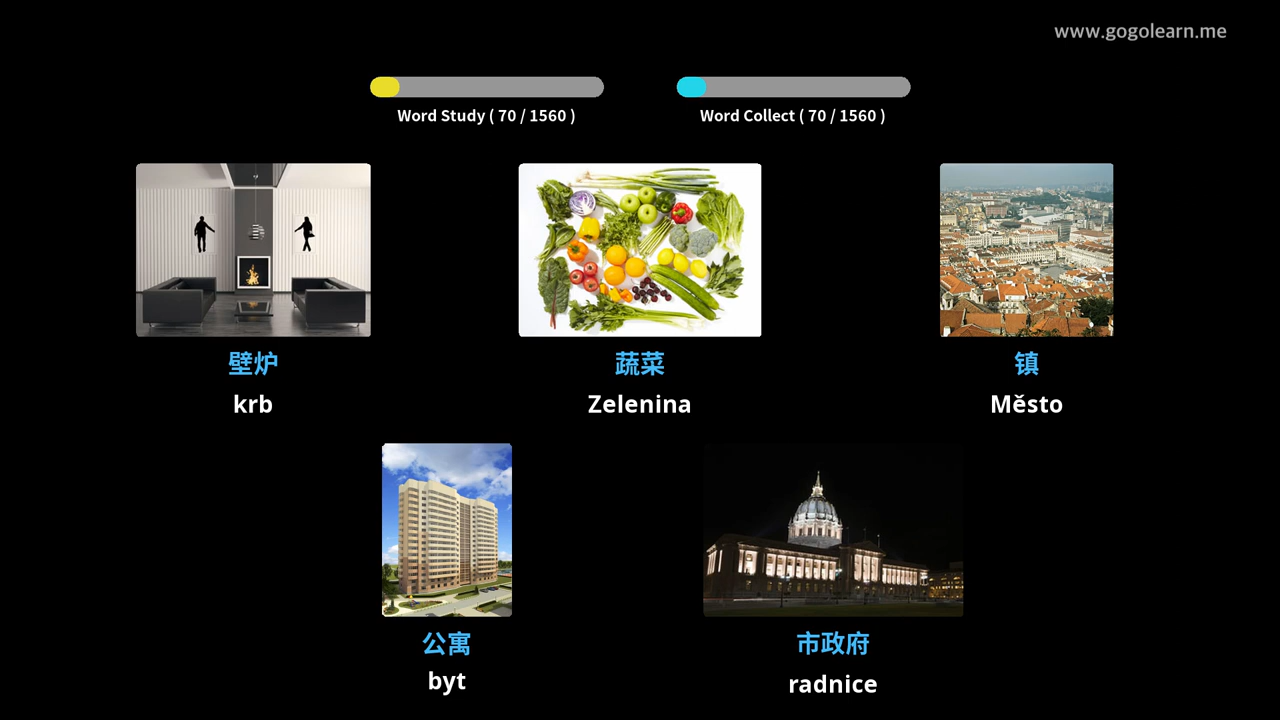 www.gogolearn.me
Word Study ( 70 / 1560 )
Word Collect ( 70 / 1560 )
壁炉
蔬菜
镇
krb
Zelenina
Město
公寓
市政府
byt
radnice